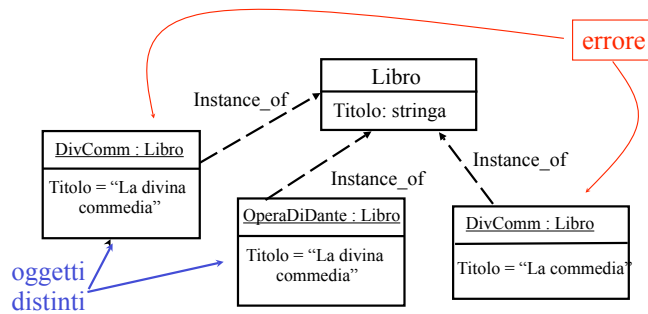 errore
Libro
Titolo: stringa
Instance_of
DivComm : Libro
Titolo = “La divina
commedia”
Instance_of
OperaDiDante : Libro
Titolo = “La divina
commedia”
Instance_of
DivComm : Libro
Titolo = “La commedia”
oggetti
distinti